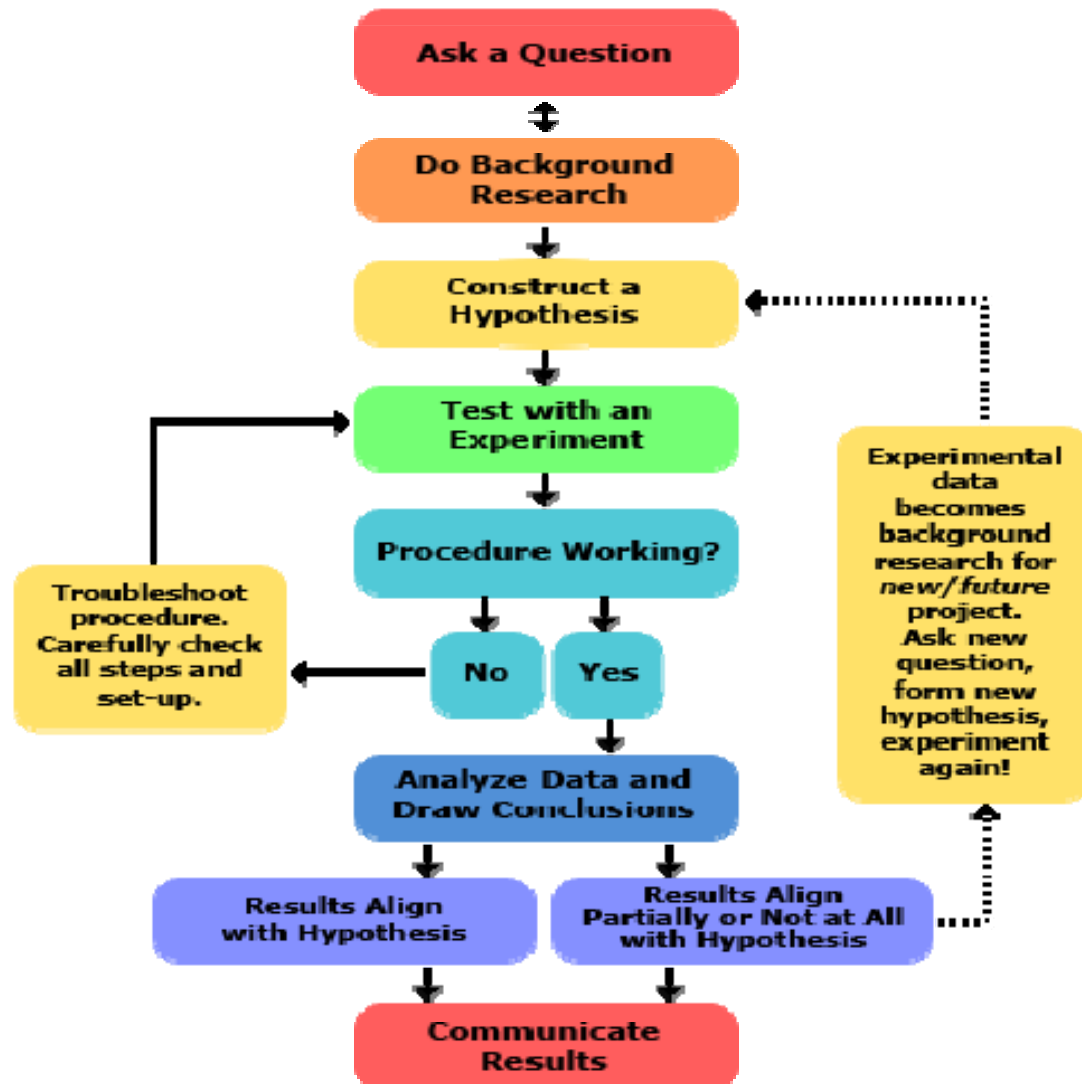 Ask a Question
Do Background
Research
Construct a
Hypothesis
Test with an
Experiment
Procedure Working?
No
Yes
Troubleshoot
procedure.
Carefully check
all steps and
set-up.
Analyze Data and
Draw Conclusions
Results Align
with Hypothesis
Results Align
Partially or Not at All
with Hypothesis
Experimental
data
becomes
background
research for
new/future
project.
Ask new
question,
form new
hypothesis,
experiment
again!
Communicate
Results